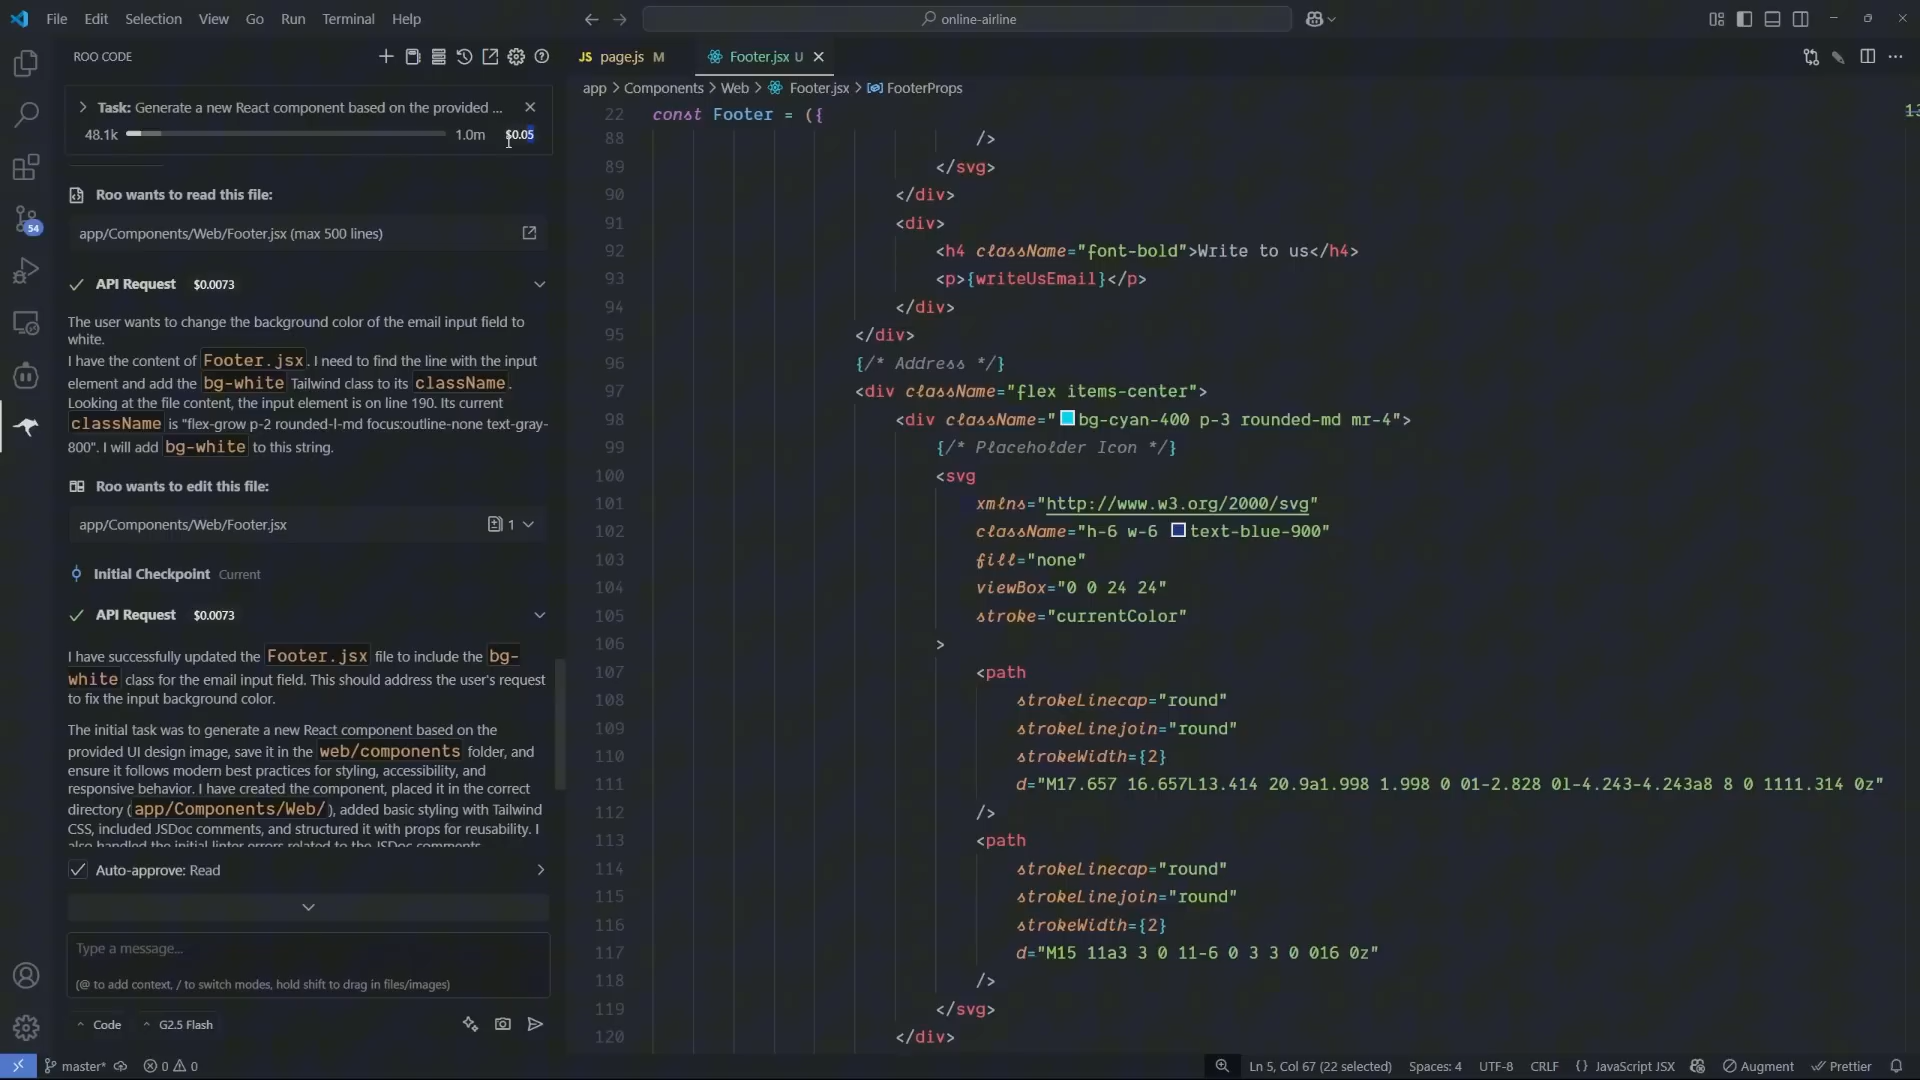 File Edit Selection View Go Run Terminal Help
online-airline
ROO CODE
Task: Generate a new React component based on the provided ...
48.1k 1.0m $0.05
Roo wants to read this file:
app/Components/Web/Footer.jsx (max 500 lines)
API Request $0.0073
The user wants to change the background color of the email input field to
white.
I have the content of Footer.jsx. I need to find the line with the input
element and add the bg-white Tailwind class to its className.
Looking at the file content, the input element is on line 190. Its current
className is "flex-grow p-2 rounded-l-md focus:outline-none text-gray-
800". I will add bg-white to this string.
Roo wants to edit this file:
app/Components/Web/Footer.jsx 1
Initial Checkpoint Current
API Request $0.0073
I have successfully updated the Footer.jsx file to include the bg-
white class for the email input field. This should address the user's request
to fix the input background color.
The initial task was to generate a new React component based on the
provided UI design image, save it in the web/components folder, and
ensure it follows modern best practices for styling, accessibility, and
responsive behavior. I have created the component, placed it in the correct
directory (app/Components/Web/), added basic styling with Tailwind
CSS, included JSDoc comments, and structured it with props for reusability. I
also handled the initial linter errors related to the JSDoc comments
Auto-approve: Read
Type a message...
(@ to add context, / to switch modes, hold shift to drag in files/images)
Code G2.5 Flash
54
JS page.js M Footer.jsx U
app > Components > Web > Footer.jsx > FooterProps
22 const Footer = ({
88 />
89 </svg>
90 </div>
91 <div>
92 <h4 className="font-bold">Write to us</h4>
93 <p>{writeUsEmail}</p>
94 </div>
95 </div>
96 {/* Address */}
97 <div className="flex items-center">
98 <div className="bg-cyan-400 p-3 rounded-md mr-4">
99 {/* Placeholder Icon */}
100 <svg
101 xmlns="http://www.w3.org/2000/svg"
102 className="h-6 w-6 text-blue-900"
103 fill="none"
104 viewBox="0 0 24 24"
105 stroke="currentColor"
106 >
107 <path
108 strokeLinecap="round"
109 strokeLinejoin="round"
110 strokeWidth={2}
111 d="M17.657 16.657L13.414 20.9a1.998 1.998 0 01-2.828 0l-4.243-4.243a8 8 0 1111.314 0z"
112 />
113 <path
114 strokeLinecap="round"
115 strokeLinejoin="round"
116 strokeWidth={2}
117 d="M15 11a3 3 0 11-6 0 3 3 0 016 0z"
118 />
119 </svg>
120 </div>
master* 0 0 Ln 5, Col 67 (22 selected) Spaces: 4 UTF-8 CRLF {} JavaScript JSX Augment Prettier